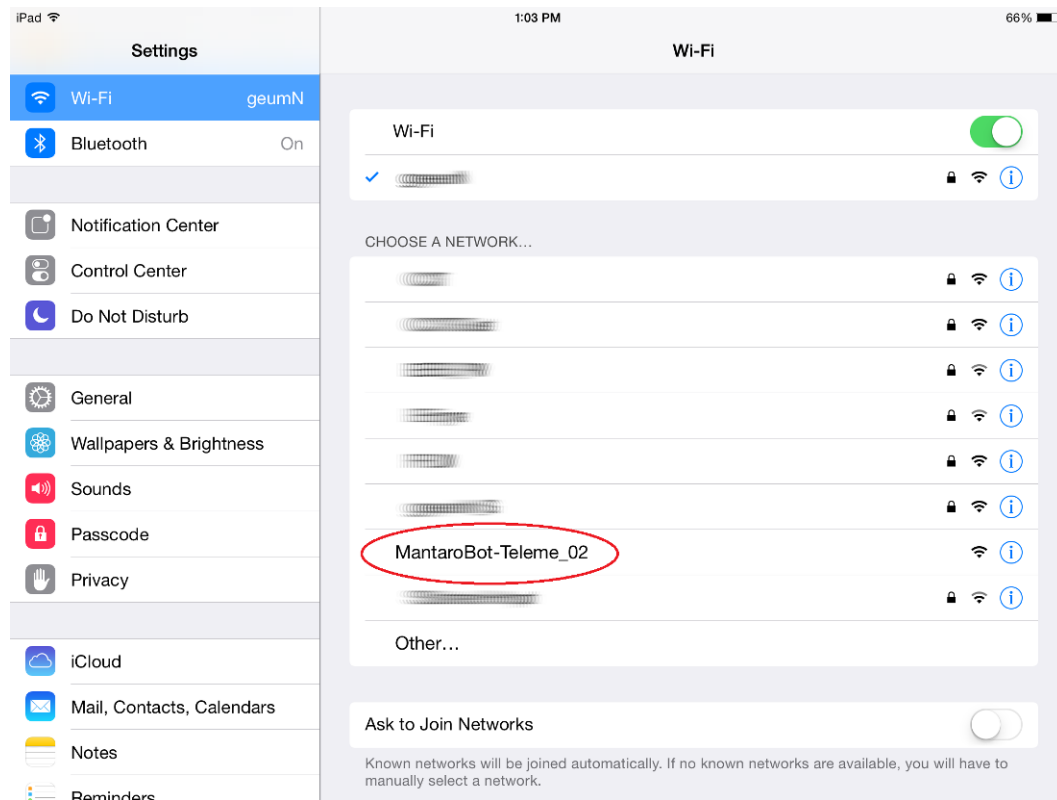 iPad
1:03 PM
66%
Settings
Wi-Fi
Wi-Fi
geumN
Bluetooth
On
Notification Center
Control Center
Do Not Disturb
General
Wallpapers & Brightness
Sounds
Passcode
Privacy
iCloud
Mail, Contacts, Calendars
Notes
Reminders
Wi-Fi
CHOOSE A NETWORK...
MantaroBot-Teleme_02
Other...
Ask to Join Networks
Known networks will be joined automatically. If no known networks are available, you will have to
manually select a network.